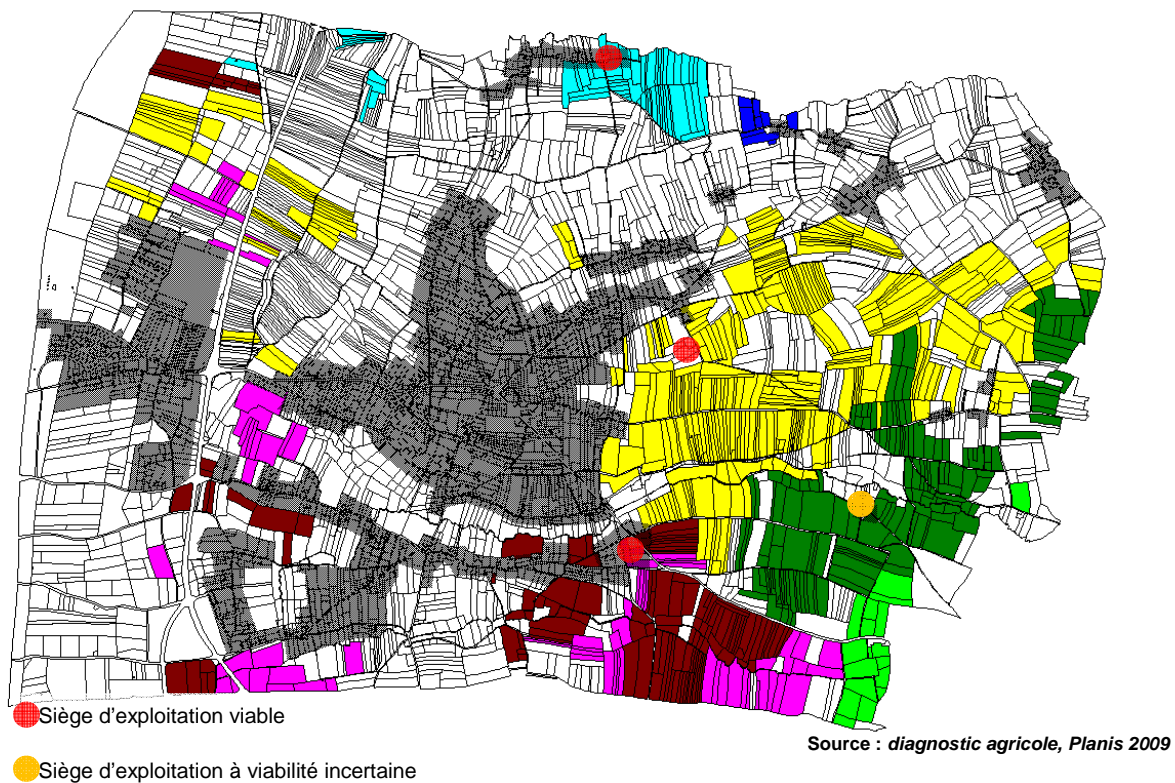 Siège d'exploitation viable
Source : diagnostic agricole, Planis 2009
Siège d'exploitation à viabilité incertaine